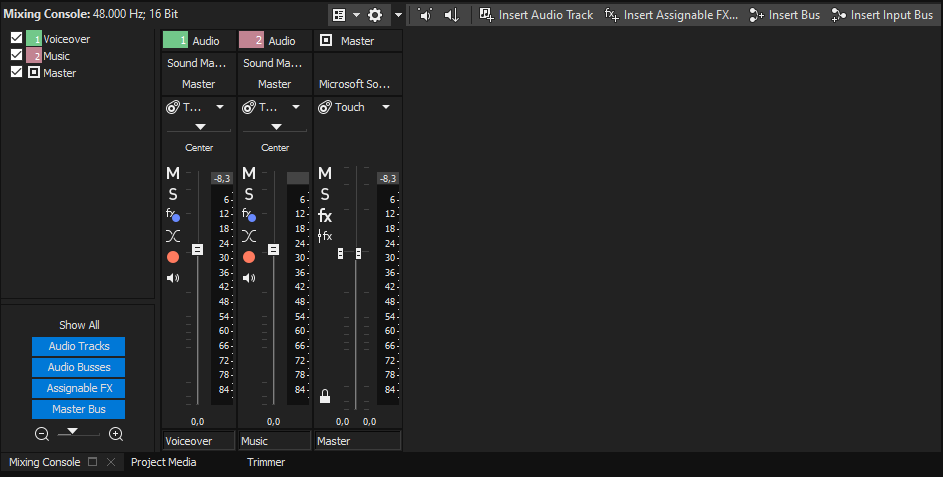 Mixing Console: 48.000 Hz; 16 Bit
Insert Audio Track
Insert Assignable FX...
Insert Bus
Insert Input Bus
1 Voiceover
2 Music
Master
Show All
Audio Tracks
Audio Busses
Assignable FX
Master Bus
1 Audio
Sound Ma...
Master
T...
Center
M
-8,3
S
fx
6
12
18
24
30
36
42
48
54
60
66
72
78
84
0,0
Voiceover
2 Audio
Sound Ma...
Master
T...
Center
M
S
fx
6
12
18
24
30
36
42
48
54
60
66
72
78
84
0,0
Music
Master
Microsoft So...
Touch
M
-8,3
S
fx
fx
6
12
18
24
30
36
42
48
54
60
66
72
78
84
0,0 0,0
Master
Mixing Console
Project Media
Trimmer